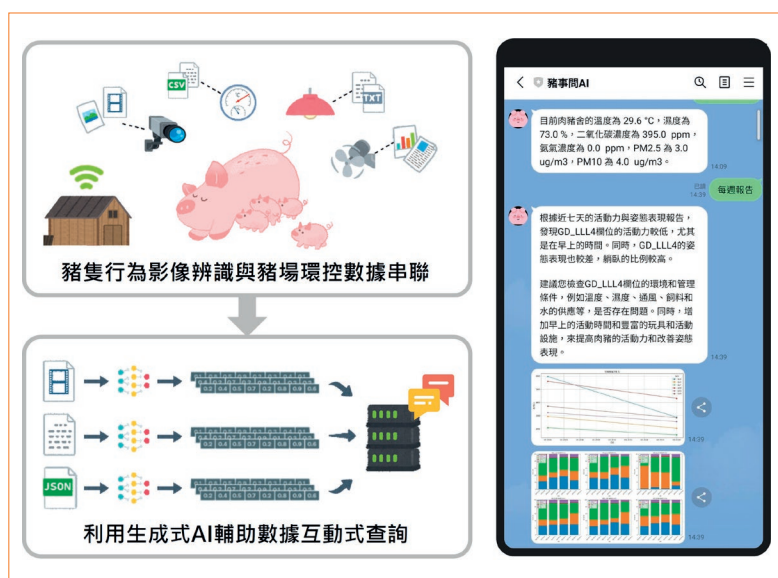 CSV
TXT
豬隻行為影像辨識與豬場環控數據串聯
JSON
利用生成式AI輔助數據互動式查詢
豬事問AI
目前肉豬舍的溫度為 29.6 °C，濕度為
73.0 %，二氧化碳濃度為 395.0 ppm，
氨氣濃度為 0.0 ppm，PM2.5 為 3.0
ug/m3，PM10 為 4.0 ug/m3。
14:09
已讀
14:39
每週報告
根據近七天的活動力與姿態表現報告，
發現GD_LLL4欄位的活動力較低，尤其
是在早上的時間。同時，GD_LLL4的姿
態表現也較差，躺臥的比例較高。
建議您檢查GD_LLL4欄位的環境和管理
條件，例如溫度、濕度、通風、飼料和
水的供應等，是否存在問題。同時，增
加早上的活動時間和豐富的玩具和活動
設施，來提高肉豬的活動力和改善姿態
表現。
14:39
14:39
14:39